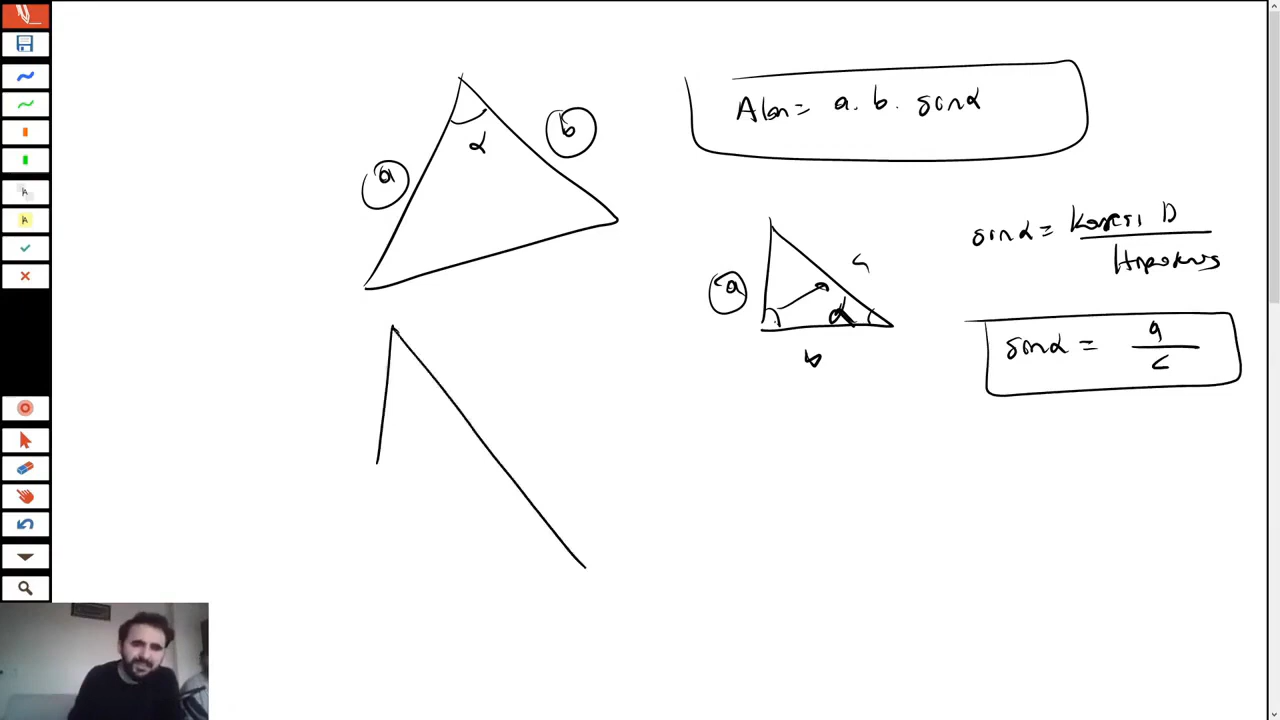 a
α
b
Alan = a. b. sinα
a
c
α
b
sinα = Karşı D / Hipotenüs
sinα = a / c